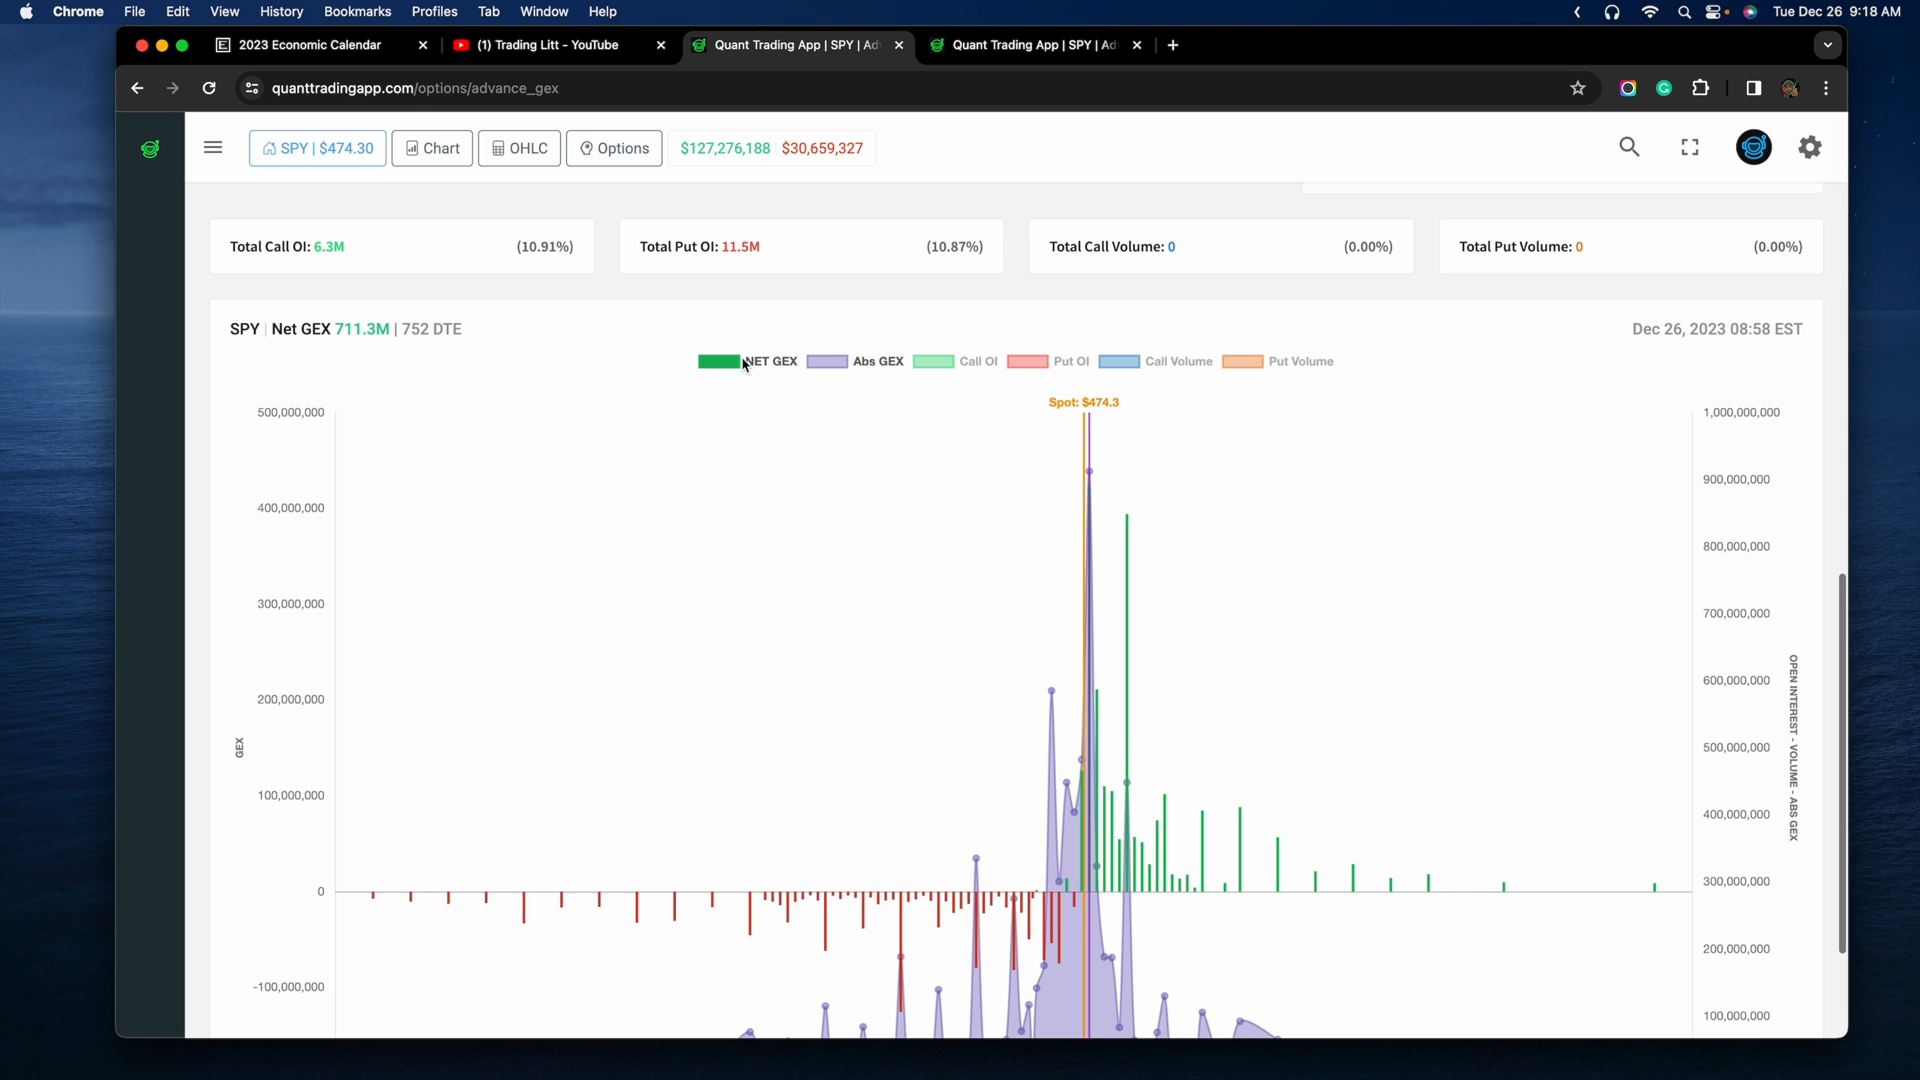 Chrome File Edit View History Bookmarks Profiles Tab Window Help Tue Dec 26 9:18 AM
2023 Economic Calendar (1) Trading Litt - YouTube Quant Trading App | SPY | Ad Quant Trading App | SPY | Ad
quanttradingapp.com/options/advance_gex
SPY | $474.30 Chart OHLC Options $127,276,188 $30,659,327
Total Call OI: 6.3M (10.91%) Total Put OI: 11.5M (10.87%) Total Call Volume: 0 (0.00%) Total Put Volume: 0 (0.00%)
SPY | Net GEX 711.3M | 752 DTE Dec 26, 2023 08:58 EST
NET GEX Abs GEX Call OI Put OI Call Volume Put Volume
Spot: $474.3
500,000,000
400,000,000
300,000,000
200,000,000
100,000,000
0
-100,000,000
GEX
1,000,000,000
900,000,000
800,000,000
700,000,000
600,000,000
500,000,000
400,000,000
300,000,000
200,000,000
100,000,000
OPEN INTEREST - VOLUME - ABS GEX